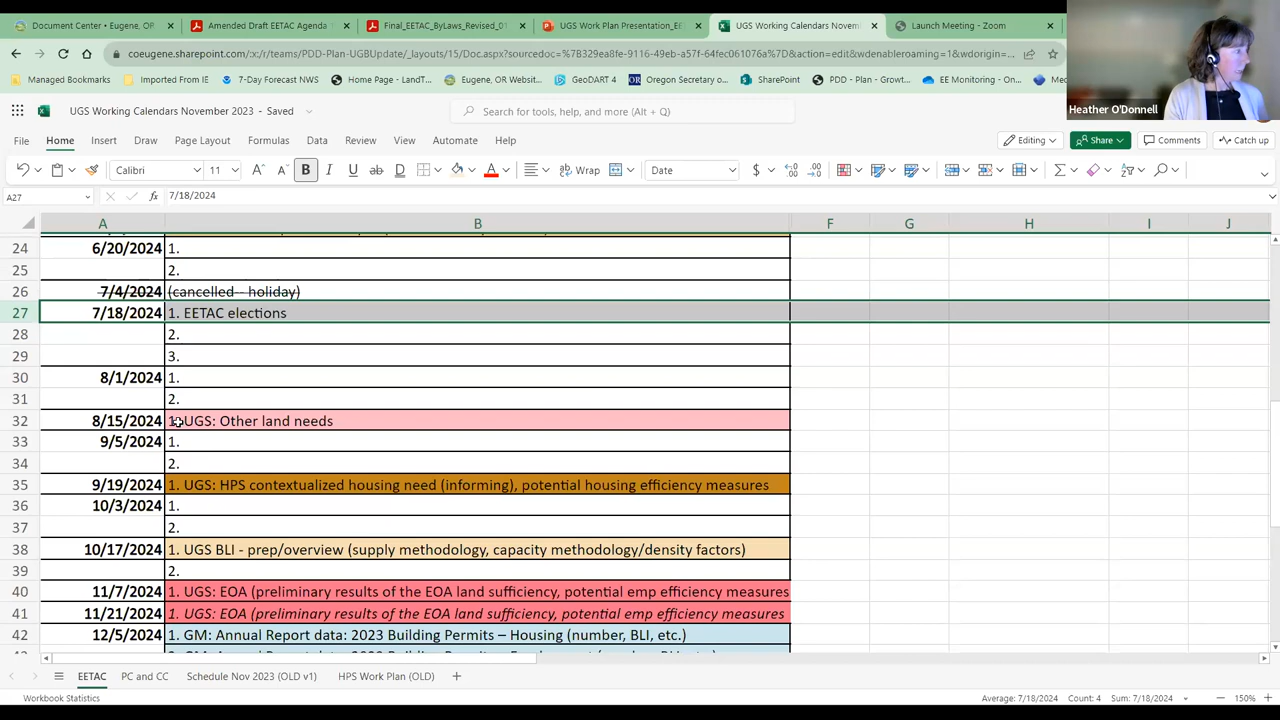 Document Center • Eugene, OR
Amended Draft EETAC Agenda
Final_EETAC_ByLaws_Revised_01
UGS Work Plan Presentation_EE
UGS Working Calendars Novem
Launch Meeting - Zoom
coeugene.sharepoint.com/:x:/r/teams/PDD-Plan-UGBUpdate/_layouts/15/Doc.aspx?sourcedoc=%7B329ea8fe-9116-49eb-a57f-64fec061076a%7D&action=edit&wdenableroaming=1&wdorigin=...
Managed Bookmarks
Imported From IE
7-Day Forecast NWS
Home Page - LandT...
Eugene, OR Websit...
GeoDART 4
Oregon Secretary o...
SharePoint
PDD - Plan - Growt...
EE Monitoring - On...
Heather O'Donnell
UGS Working Calendars November 2023 - Saved
Search for tools, help, and more (Alt + Q)
File Home Insert Draw Page Layout Formulas Data Review View Automate Help
Editing Share Comments Catch up
Calibri 11 B I U ab D A Wrap Date $
A27 fx 7/18/2024
A B F G H I J
24 6/20/2024 1.
25 2.
26 7/4/2024 (cancelled-- holiday)
27 7/18/2024 1. EETAC elections
28 2.
29 3.
30 8/1/2024 1.
31 2.
32 8/15/2024 1. UGS: Other land needs
33 9/5/2024 1.
34 2.
35 9/19/2024 1. UGS: HPS contextualized housing need (informing), potential housing efficiency measures
36 10/3/2024 1.
37 2.
38 10/17/2024 1. UGS BLI - prep/overview (supply methodology, capacity methodology/density factors)
39 2.
40 11/7/2024 1. UGS: EOA (preliminary results of the EOA land sufficiency, potential emp efficiency measures
41 11/21/2024 1. UGS: EOA (preliminary results of the EOA land sufficiency, potential emp efficiency measures
42 12/5/2024 1. GM: Annual Report data: 2023 Building Permits – Housing (number, BLI, etc.)
EETAC PC and CC Schedule Nov 2023 (OLD v1) HPS Work Plan (OLD)
Workbook Statistics
Average: 7/18/2024 Count: 4 Sum: 7/18/2024 150%